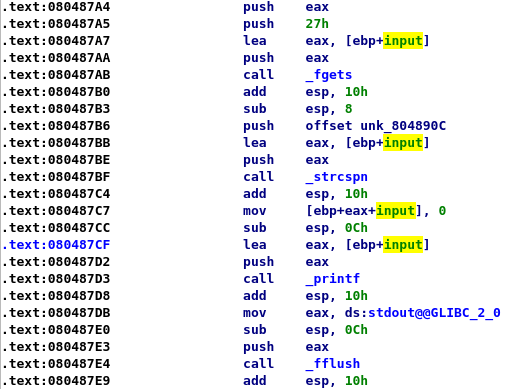 .text:080487A4 push eax
.text:080487A5 push 27h
.text:080487A7 lea eax, [ebp+input]
.text:080487AA push eax
.text:080487AB call _fgets
.text:080487B0 add esp, 10h
.text:080487B3 sub esp, 8
.text:080487B6 push offset unk_804890C
.text:080487BB lea eax, [ebp+input]
.text:080487BE push eax
.text:080487BF call _strcspn
.text:080487C4 add esp, 10h
.text:080487C7 mov [ebp+eax+input], 0
.text:080487CC sub esp, 0Ch
.text:080487CF lea eax, [ebp+input]
.text:080487D2 push eax
.text:080487D3 call _printf
.text:080487D8 add esp, 10h
.text:080487DB mov eax, ds:stdout@@GLIBC_2_0
.text:080487E0 sub esp, 0Ch
.text:080487E3 push eax
.text:080487E4 call _fflush
.text:080487E9 add esp, 10h